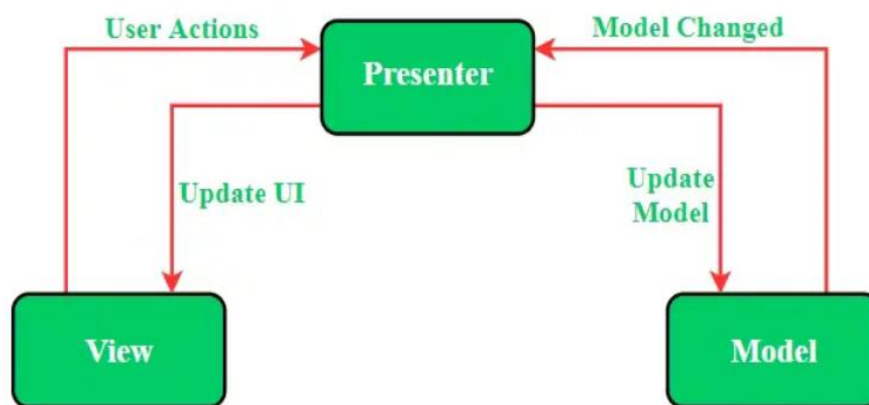 User Actions
Presenter
Model Changed
Update UI
Update
Model
View
Model